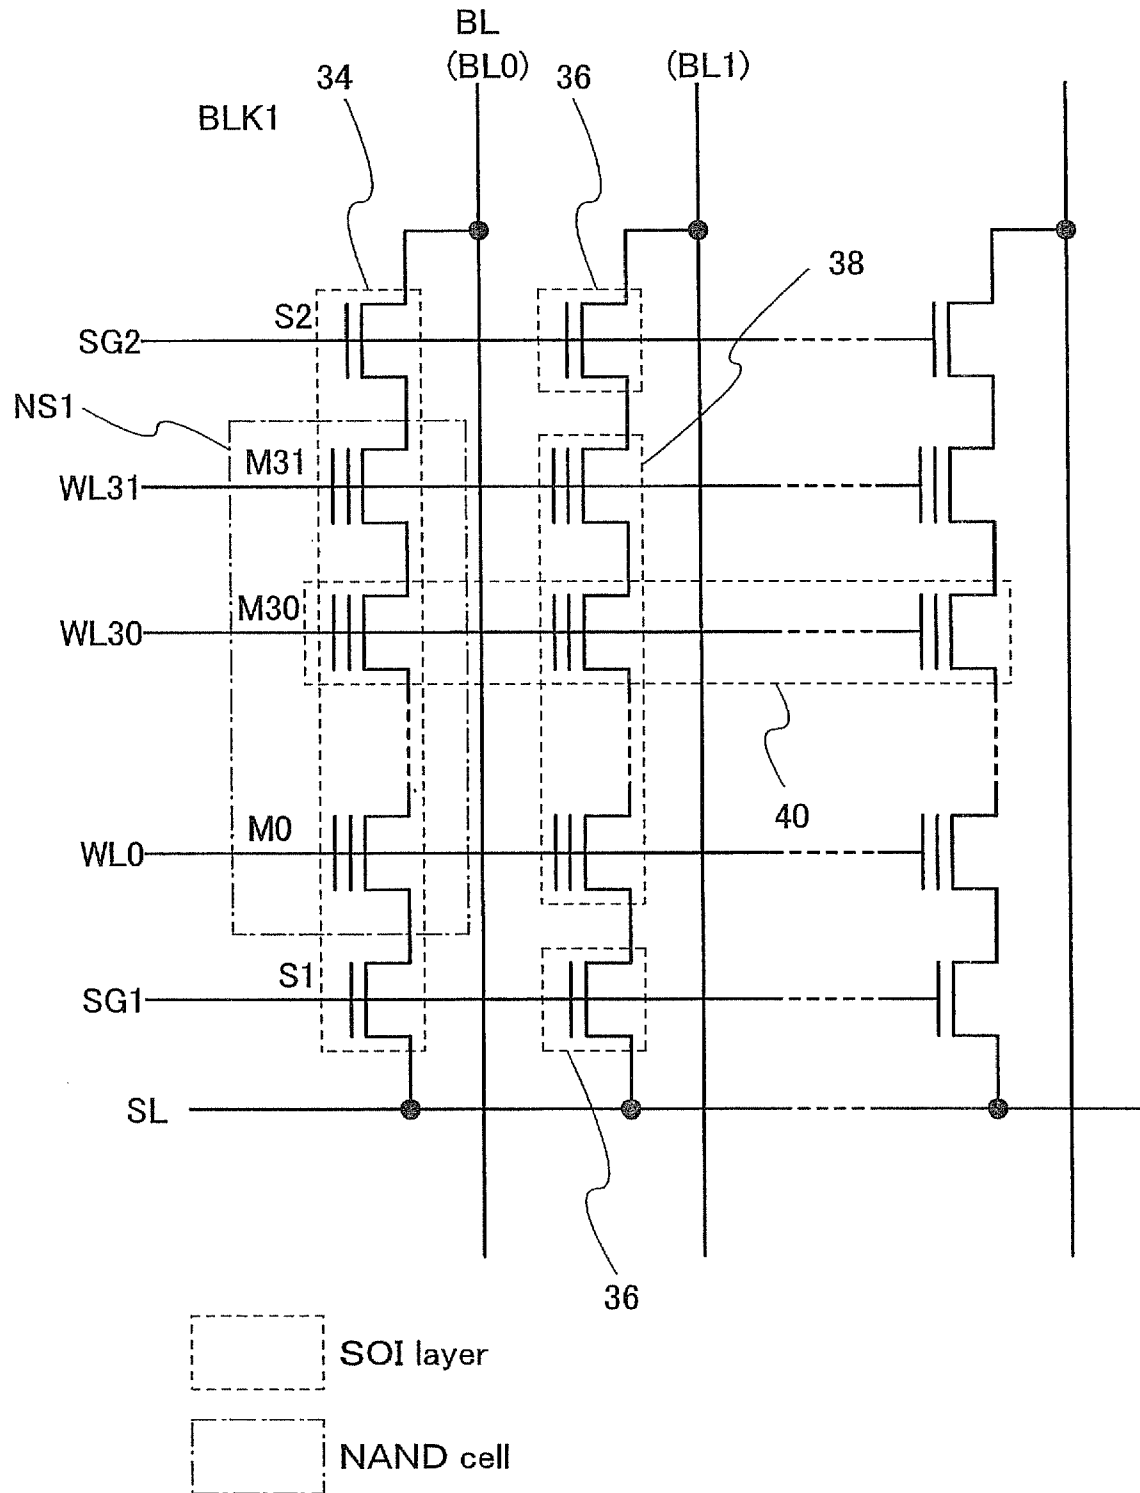 BL
(BL0)
(BL1)
34
36
BLK1
38
S2
SG2
NS1
M31
WL31
M30
WL30
40
M0
WL0
S1
SG1
SL
36
SOI layer
NAND cell